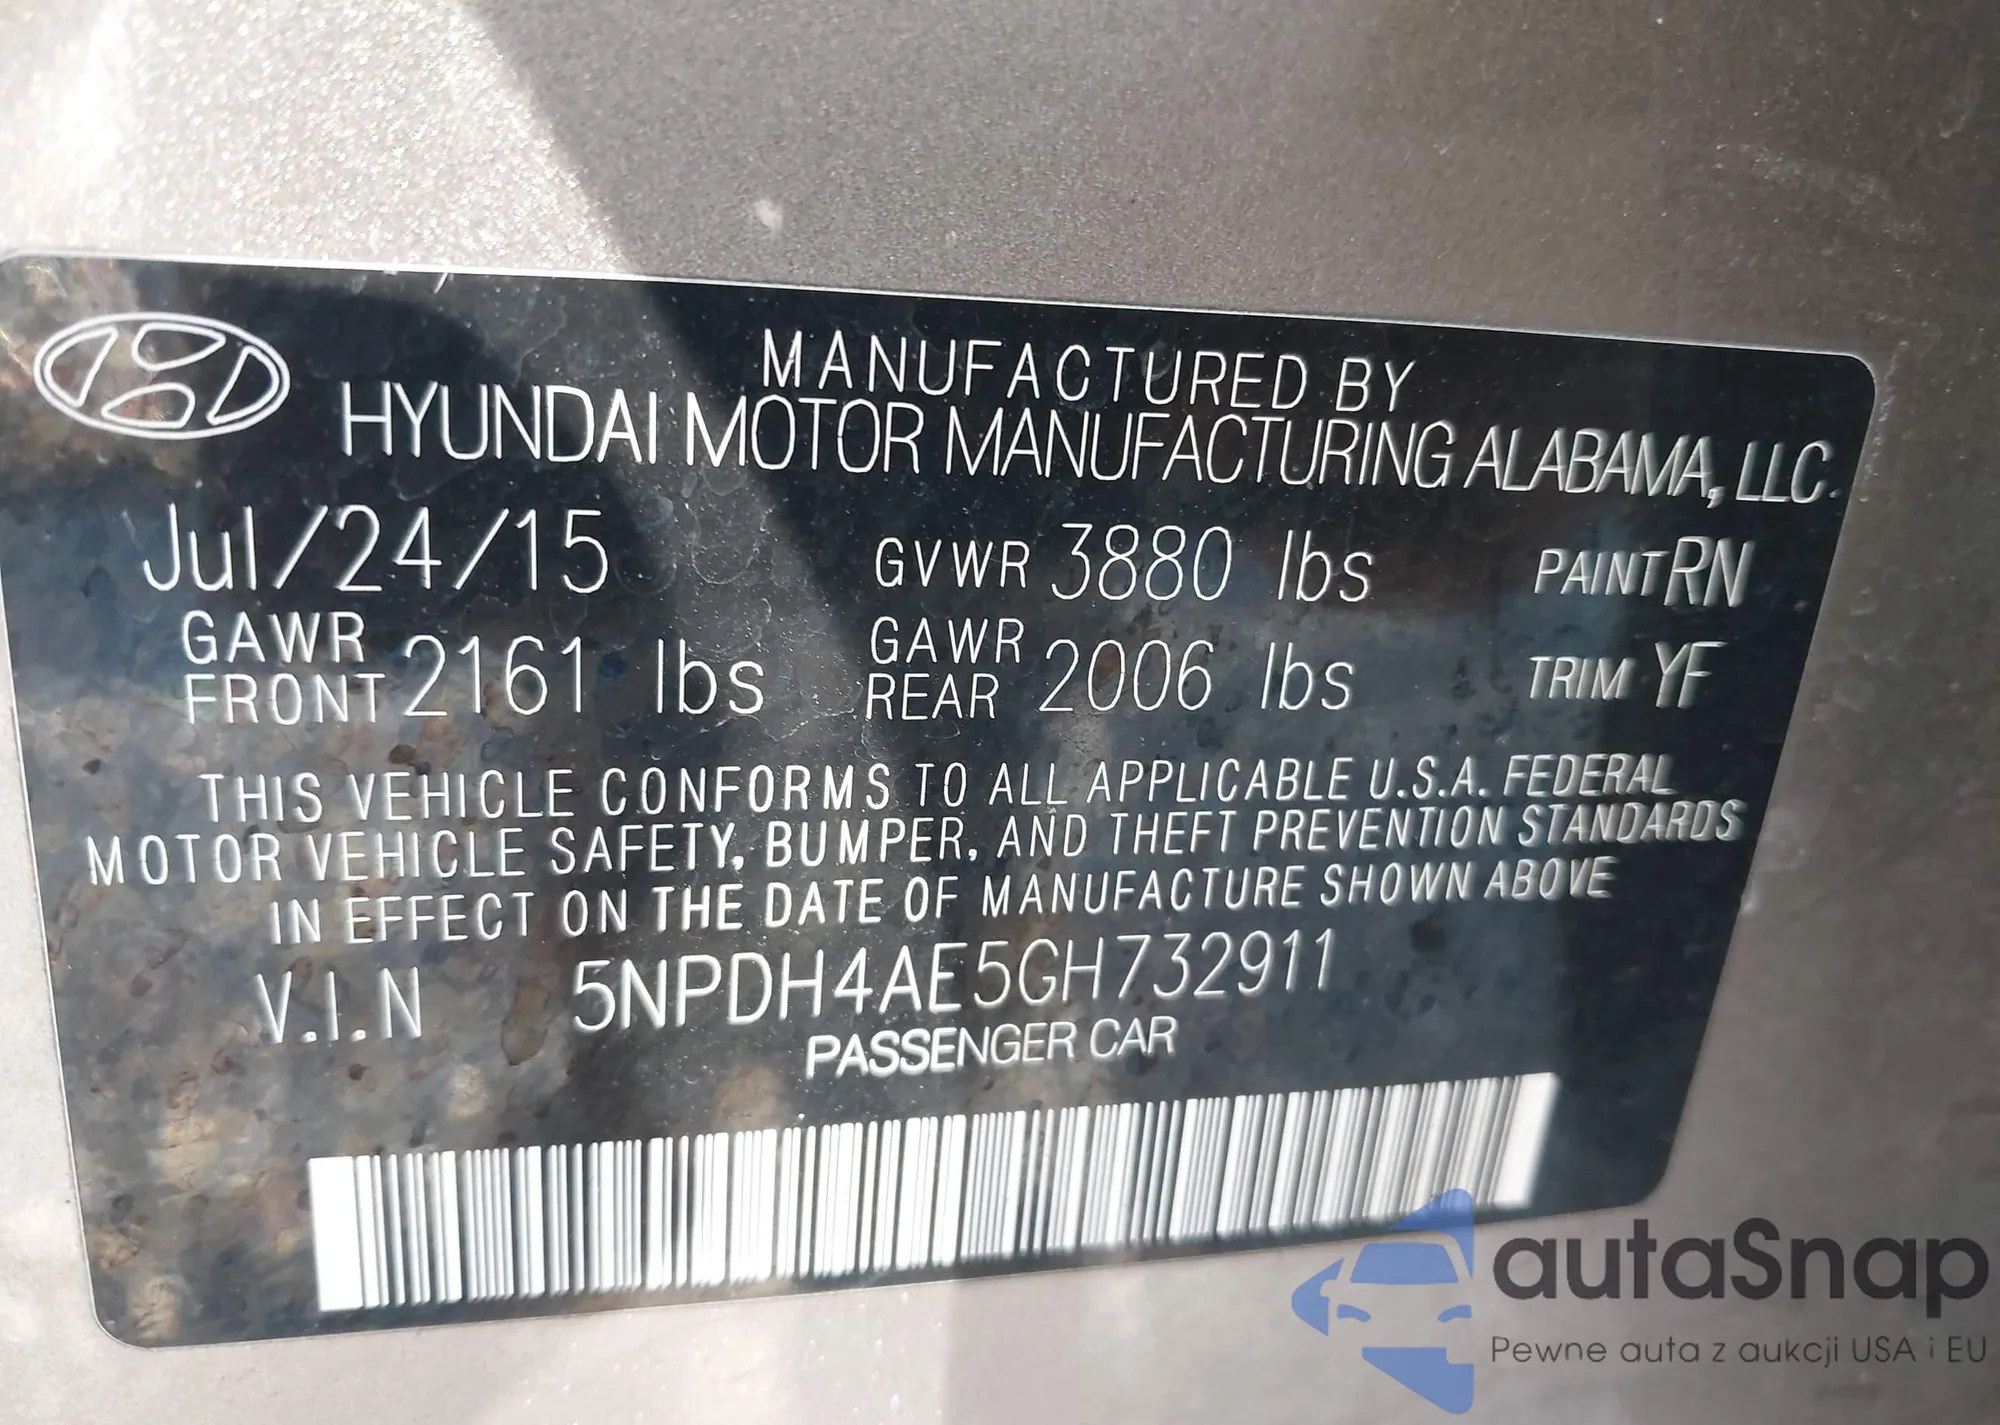 MANUFACTURED BY
HYUNDAI MOTOR MANUFACTURING ALABAMA, LLC.
Jul/24/15 GVWR 3880 lbs PAINT RN
GAWR FRONT 2161 lbs GAWR REAR 2006 lbs TRIM YF
THIS VEHICLE CONFORMS TO ALL APPLICABLE U.S.A. FEDERAL
MOTOR VEHICLE SAFETY, BUMPER, AND THEFT PREVENTION STANDARDS
IN EFFECT ON THE DATE OF MANUFACTURE SHOWN ABOVE
V.I.N 5NPDH4AE5GH732911
PASSENGER CAR
autaSnap
Pewne auta z aukcji USA i EU